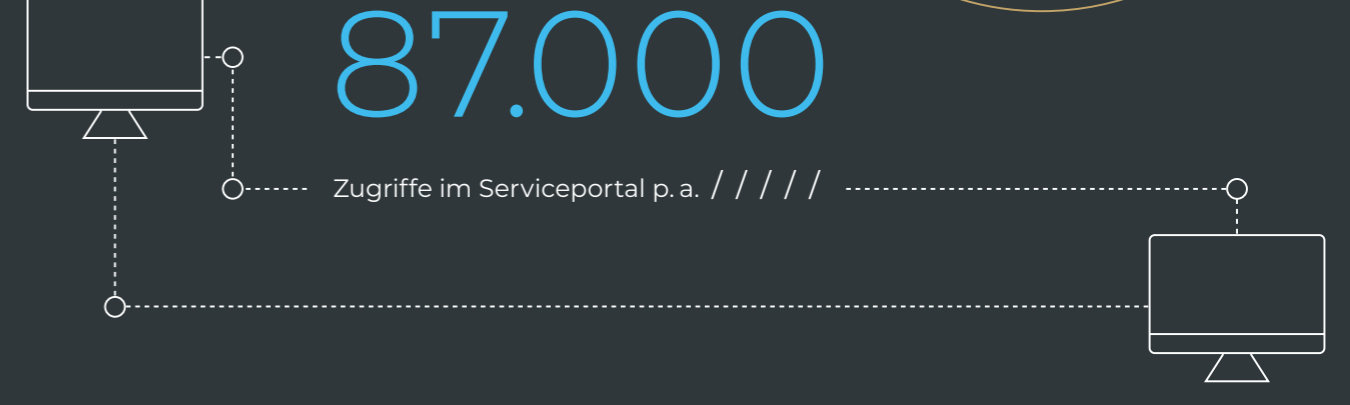 87.000
Zugriffe im Serviceportal p. a. / / / / /